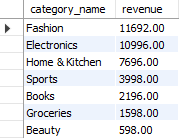 category_name revenue
Fashion 11692.00
Electronics 10996.00
Home & Kitchen 7696.00
Sports 3998.00
Books 2196.00
Groceries 1598.00
Beauty 598.00